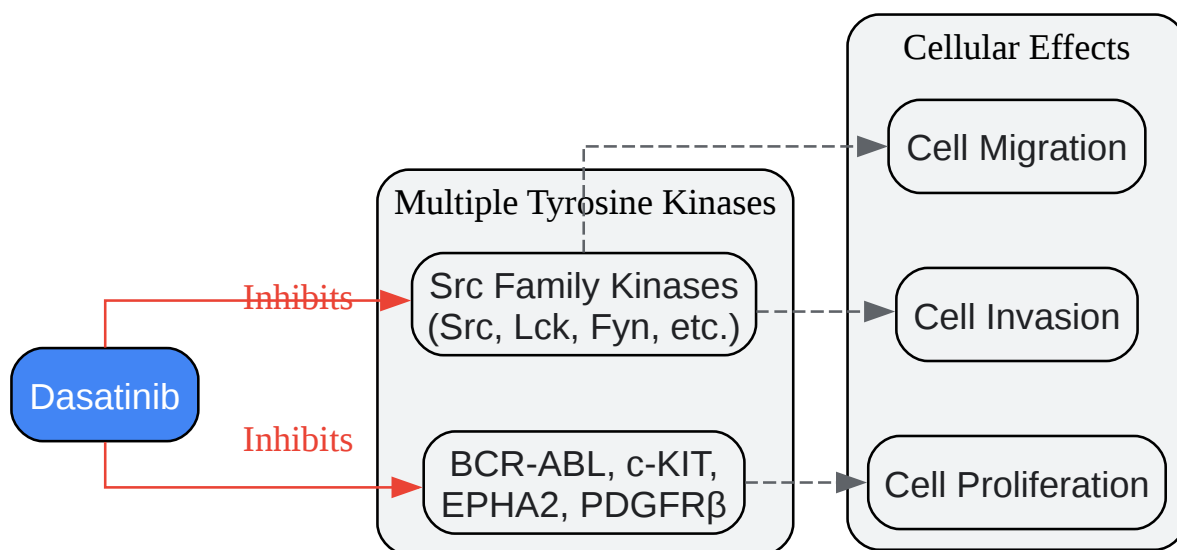 Cellular Effects
Cell Migration
Multiple Tyrosine Kinases
Src Family Kinases
(Src, Lck, Fyn, etc.)
Inhibits
Cell Invasion
Dasatinib
Inhibits
BCR-ABL, c-KIT,
EPHA2, PDGFRβ
Cell Proliferation